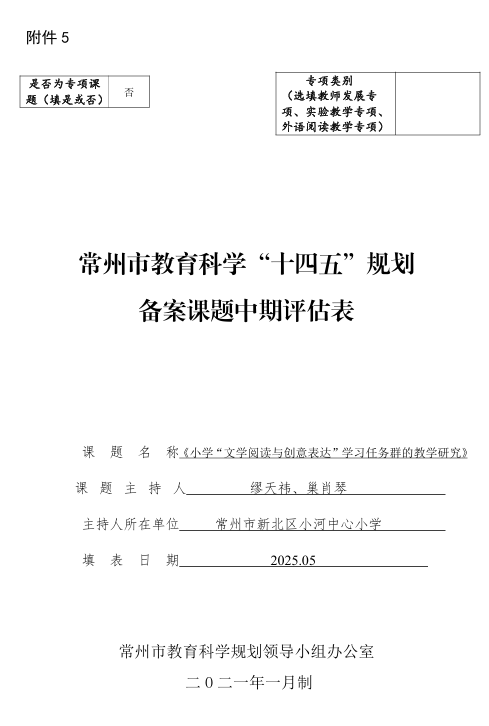 附件 5
是否为专项课
题（填是或否）
否
专项类别
（选填教师发展专
项、实验教学专项、
外语阅读教学专项）
常州市教育科学“十四五”规划
备案课题中期评估表
课 题 名 称《小学“文学阅读与创意表达”学习任务群的教学研究》
课 题 主 持 人 缪天祎、巢肖琴
主持人所在单位 常州市新北区小河中心小学
填 表 日 期 2025.05
常州市教育科学规划领导小组办公室
二０二一年一月制